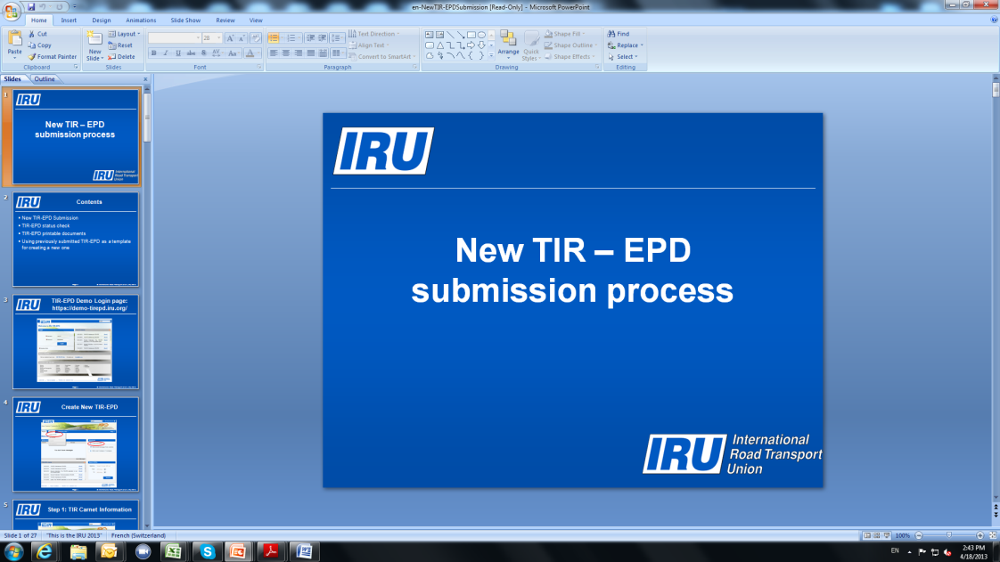 en-NewTIR-EPDSubmission [Read-Only] - Microsoft PowerPoint
Home Insert Design Animations Slide Show Review View
Paste
Cut
Copy
Format Painter
Clipboard
New Slide
Layout
Reset
Delete
Slides
28
B I U abe S AV Aa A
Font
Text Direction
Align Text
Convert to SmartArt
Paragraph
Arrange
Quick Styles
Shape Fill
Shape Outline
Shape Effects
Drawing
Find
Replace
Select
Editing
Slides Outline
1
IRU
New TIR – EPD
submission process
IRU International
Road Transport
Union
2
IRU Contents
New TIR-EPD Submission
TIR-EPD status check
TIR-EPD printable documents
Using previously submitted TIR-EPD as a template
for creating a new one
3
IRU TIR-EPD Demo Login page:
https://demo-tirepd.iru.org/
4
IRU Create New TIR-EPD
5
IRU Step 1: TIR Carnet Information
IRU
New TIR – EPD
submission process
IRU International
Road Transport
Union
Slide 1 of 27 "This is the IRU 2013" French (Switzerland) 100%
EN 2:43 PM
4/18/2013